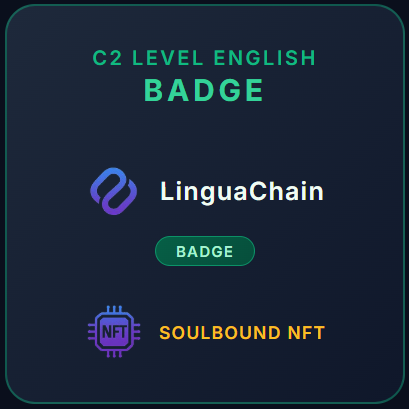 C2 LEVEL ENGLISH
BADGE
LinguaChain
BADGE
NFT
SOULBOUND NFT